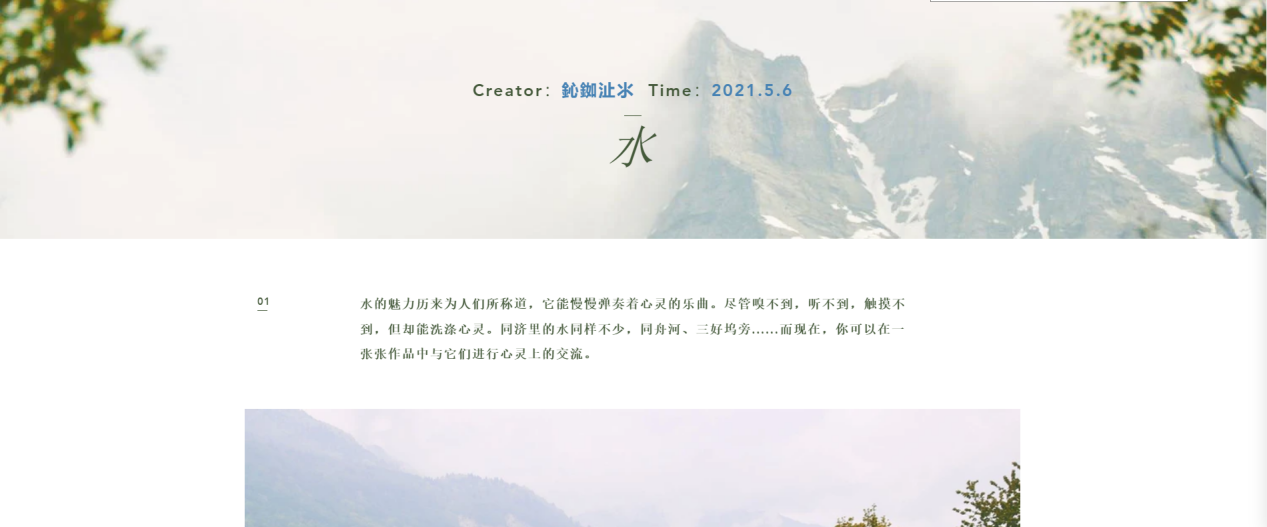 Creator：鈊鋷沚氺 Time：2021.5.6
水
01
水的魅力历来为人们所称道，它能慢慢弹奏着心灵的乐曲。尽管嗅不到，听不到，触摸不
到，但却能洗涤心灵。同济里的水同样不少，同舟河、三好坞旁……而现在，你可以在一
张张作品中与它们进行心灵上的交流。